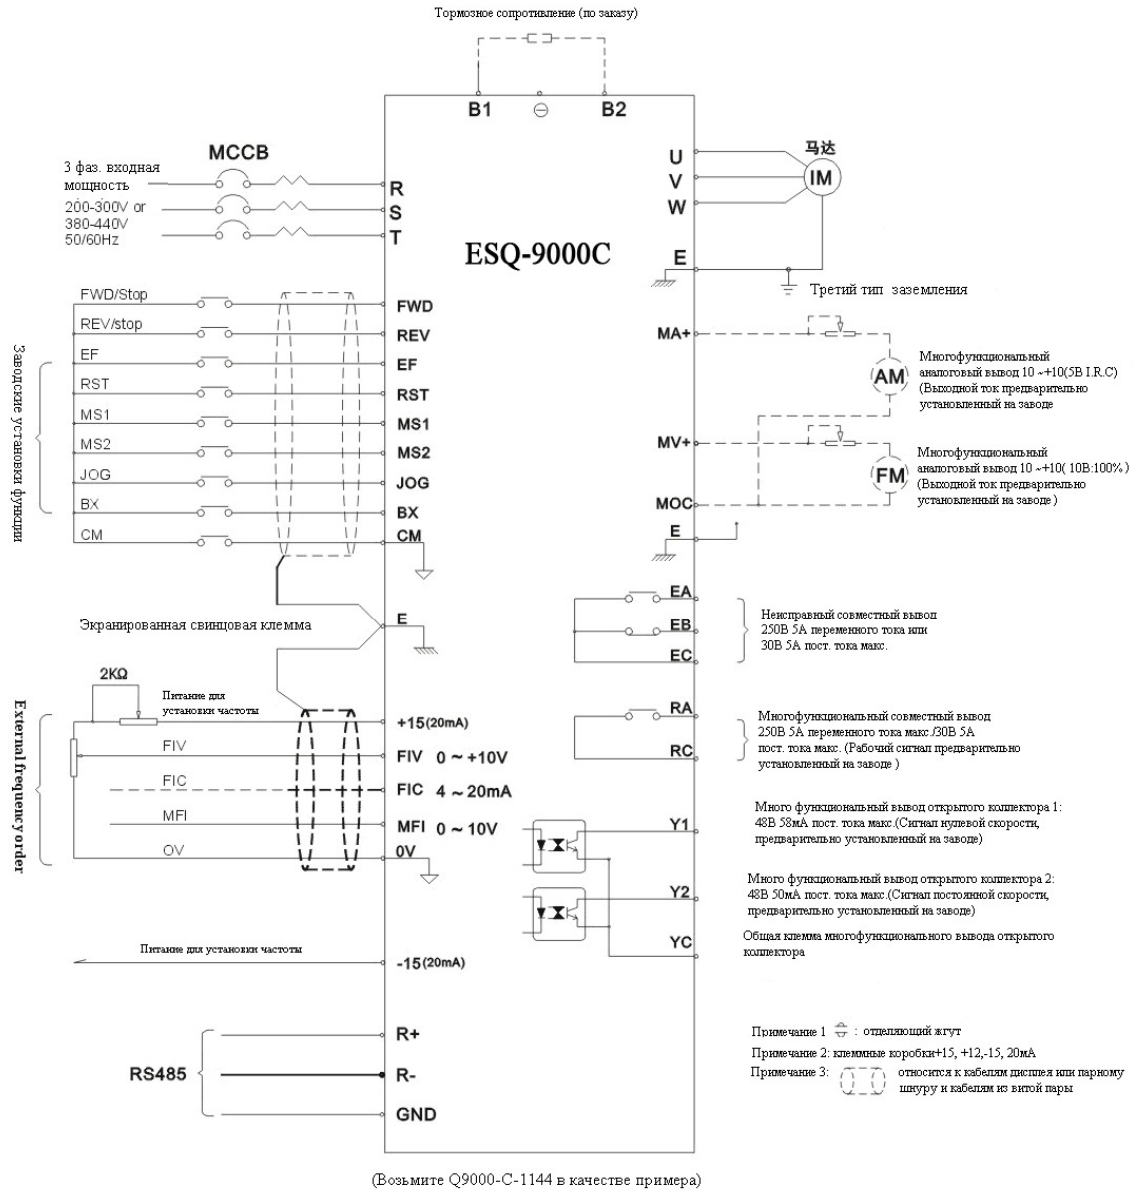 Тормозное сопротивление (по заказу)
B1
B2
MCCB
3 фаз. входная
мощность
200-300V or
380-440V
50/60Hz
R
S
T
U
V
W
马达
IM
ESQ-9000C
E
Третий тип заземления
Заводские установки функции
FWD/Stop
REV/stop
EF
RST
MS1
MS2
JOG
BX
CM
FWD
REV
EF
RST
MS1
MS2
JOG
BX
CM
MA+
AM
Многофункциональный
аналоговый вывод 10 ~+10(5В I.R.C)
(Выходной ток предварительно
установленный на заводе
MV+
FM
Многофункциональный
аналоговый вывод 10 ~+10( 10В:100% )
(Выходной ток предварительно
установленный на заводе )
MOC
E
Экранированная свинцовая клемма
E
EA
EB
EC
Неисправный совместный вывод
250В 5А переменного тока или
30В 5А пост. тока макс.
External frequency order
2KΩ
Питание для
установки частоты
FIV
FIC
MFI
OV
+15(20mA)
FIV 0 ~ +10V
FIC 4 ~ 20mA
MFI 0 ~ 10V
0V
RA
RC
Многофункциональный совместный вывод
250В 5А переменного тока макс./30В 5А
пост. тока макс. (Рабочий сигнал предварительно
установленный на заводе )
Y1
Много функциональный вывод открытого коллектора 1:
48В 58мА пост. тока макс.(Сигнал нулевой скорости,
предварительно установленный на заводе)
Y2
Много функциональный вывод открытого коллектора 2:
48В 50мА пост. тока макс.(Сигнал постоянной скорости,
предварительно установленный на заводе)
YC
Общая клемма многофункционального вывода открытого
коллектора
Питание для установки частоты
-15(20mA)
RS485
R+
R-
GND
Примечание 1 : отделяющий жгут
Примечание 2: клеммные коробки+15, +12,-15, 20мА
Примечание 3: относится к кабелям дисплея или парному
шнуру и кабелям из витой пары
(Возьмите Q9000-C-1144 в качестве примера)